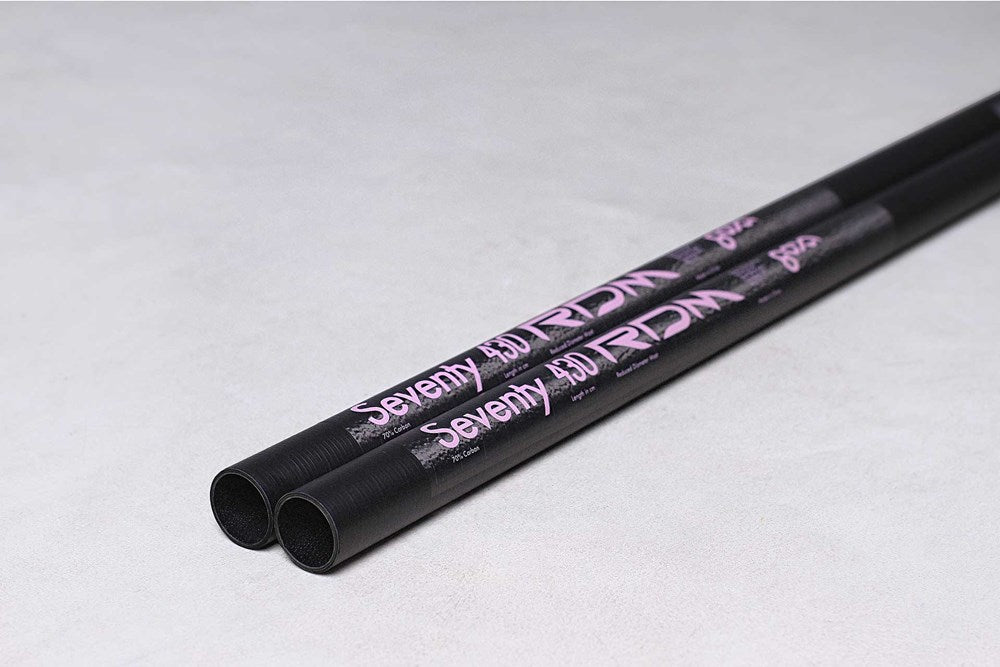 Seventy 430 RDM
70% Carbon
Length in cm
Reduced Diameter Mast
Seventy 430 RDM
70% Carbon
Length in cm
Reduced Diameter Mast